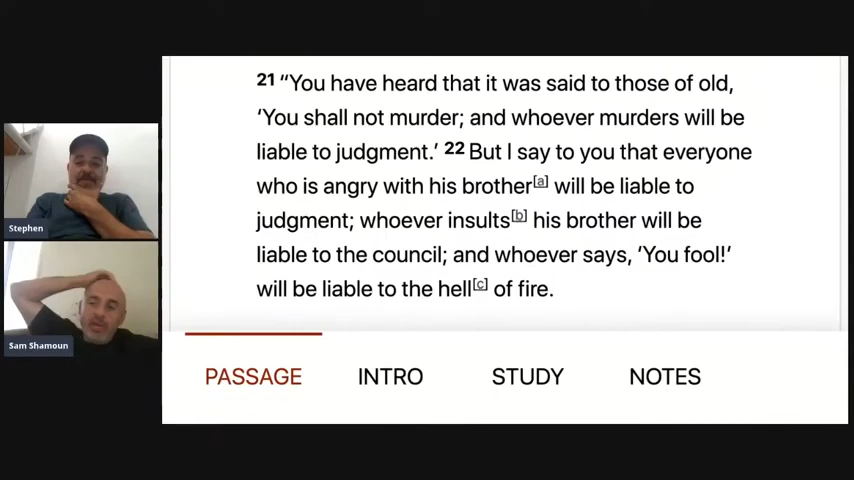 21 “You have heard that it was said to those of old,
‘You shall not murder; and whoever murders will be
liable to judgment.’ 22 But I say to you that everyone
who is angry with his brother[a] will be liable to
judgment; whoever insults[b] his brother will be
liable to the council; and whoever says, ‘You fool!’
will be liable to the hell[c] of fire.
PASSAGE INTRO STUDY NOTES
Stephen
Sam Shamoun